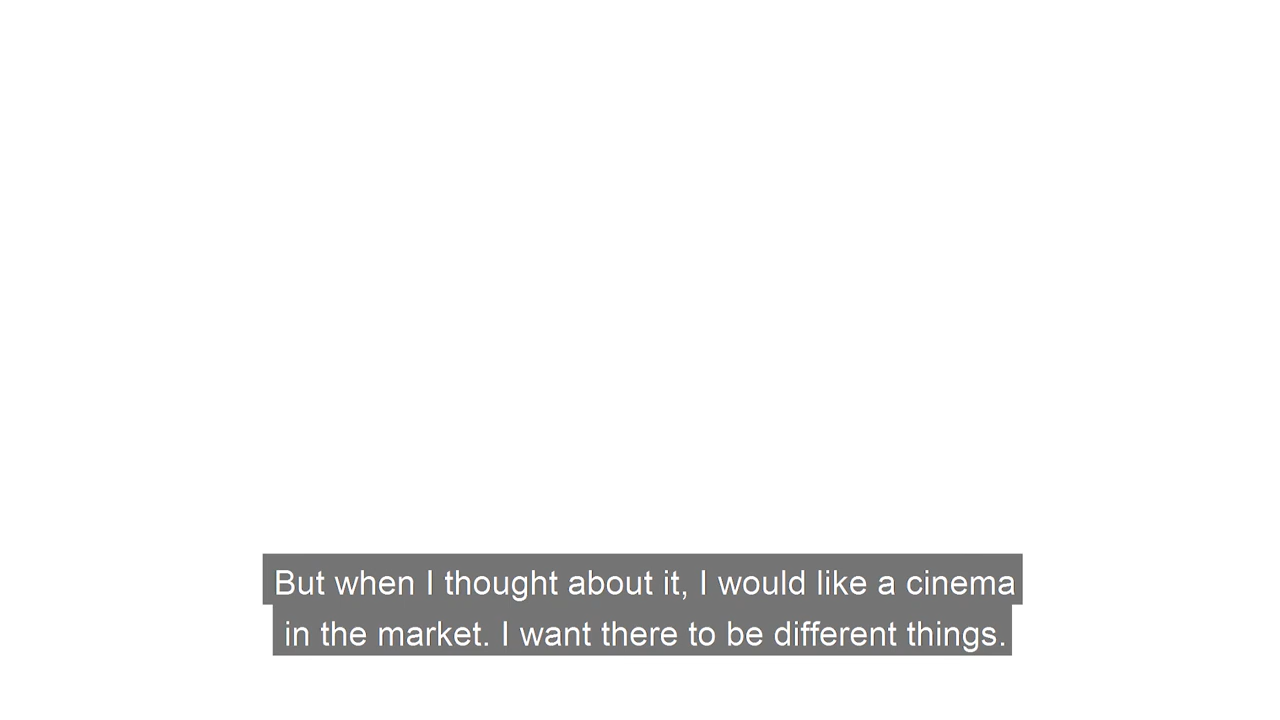 But when I thought about it, I would like a cinema
in the market. I want there to be different things.